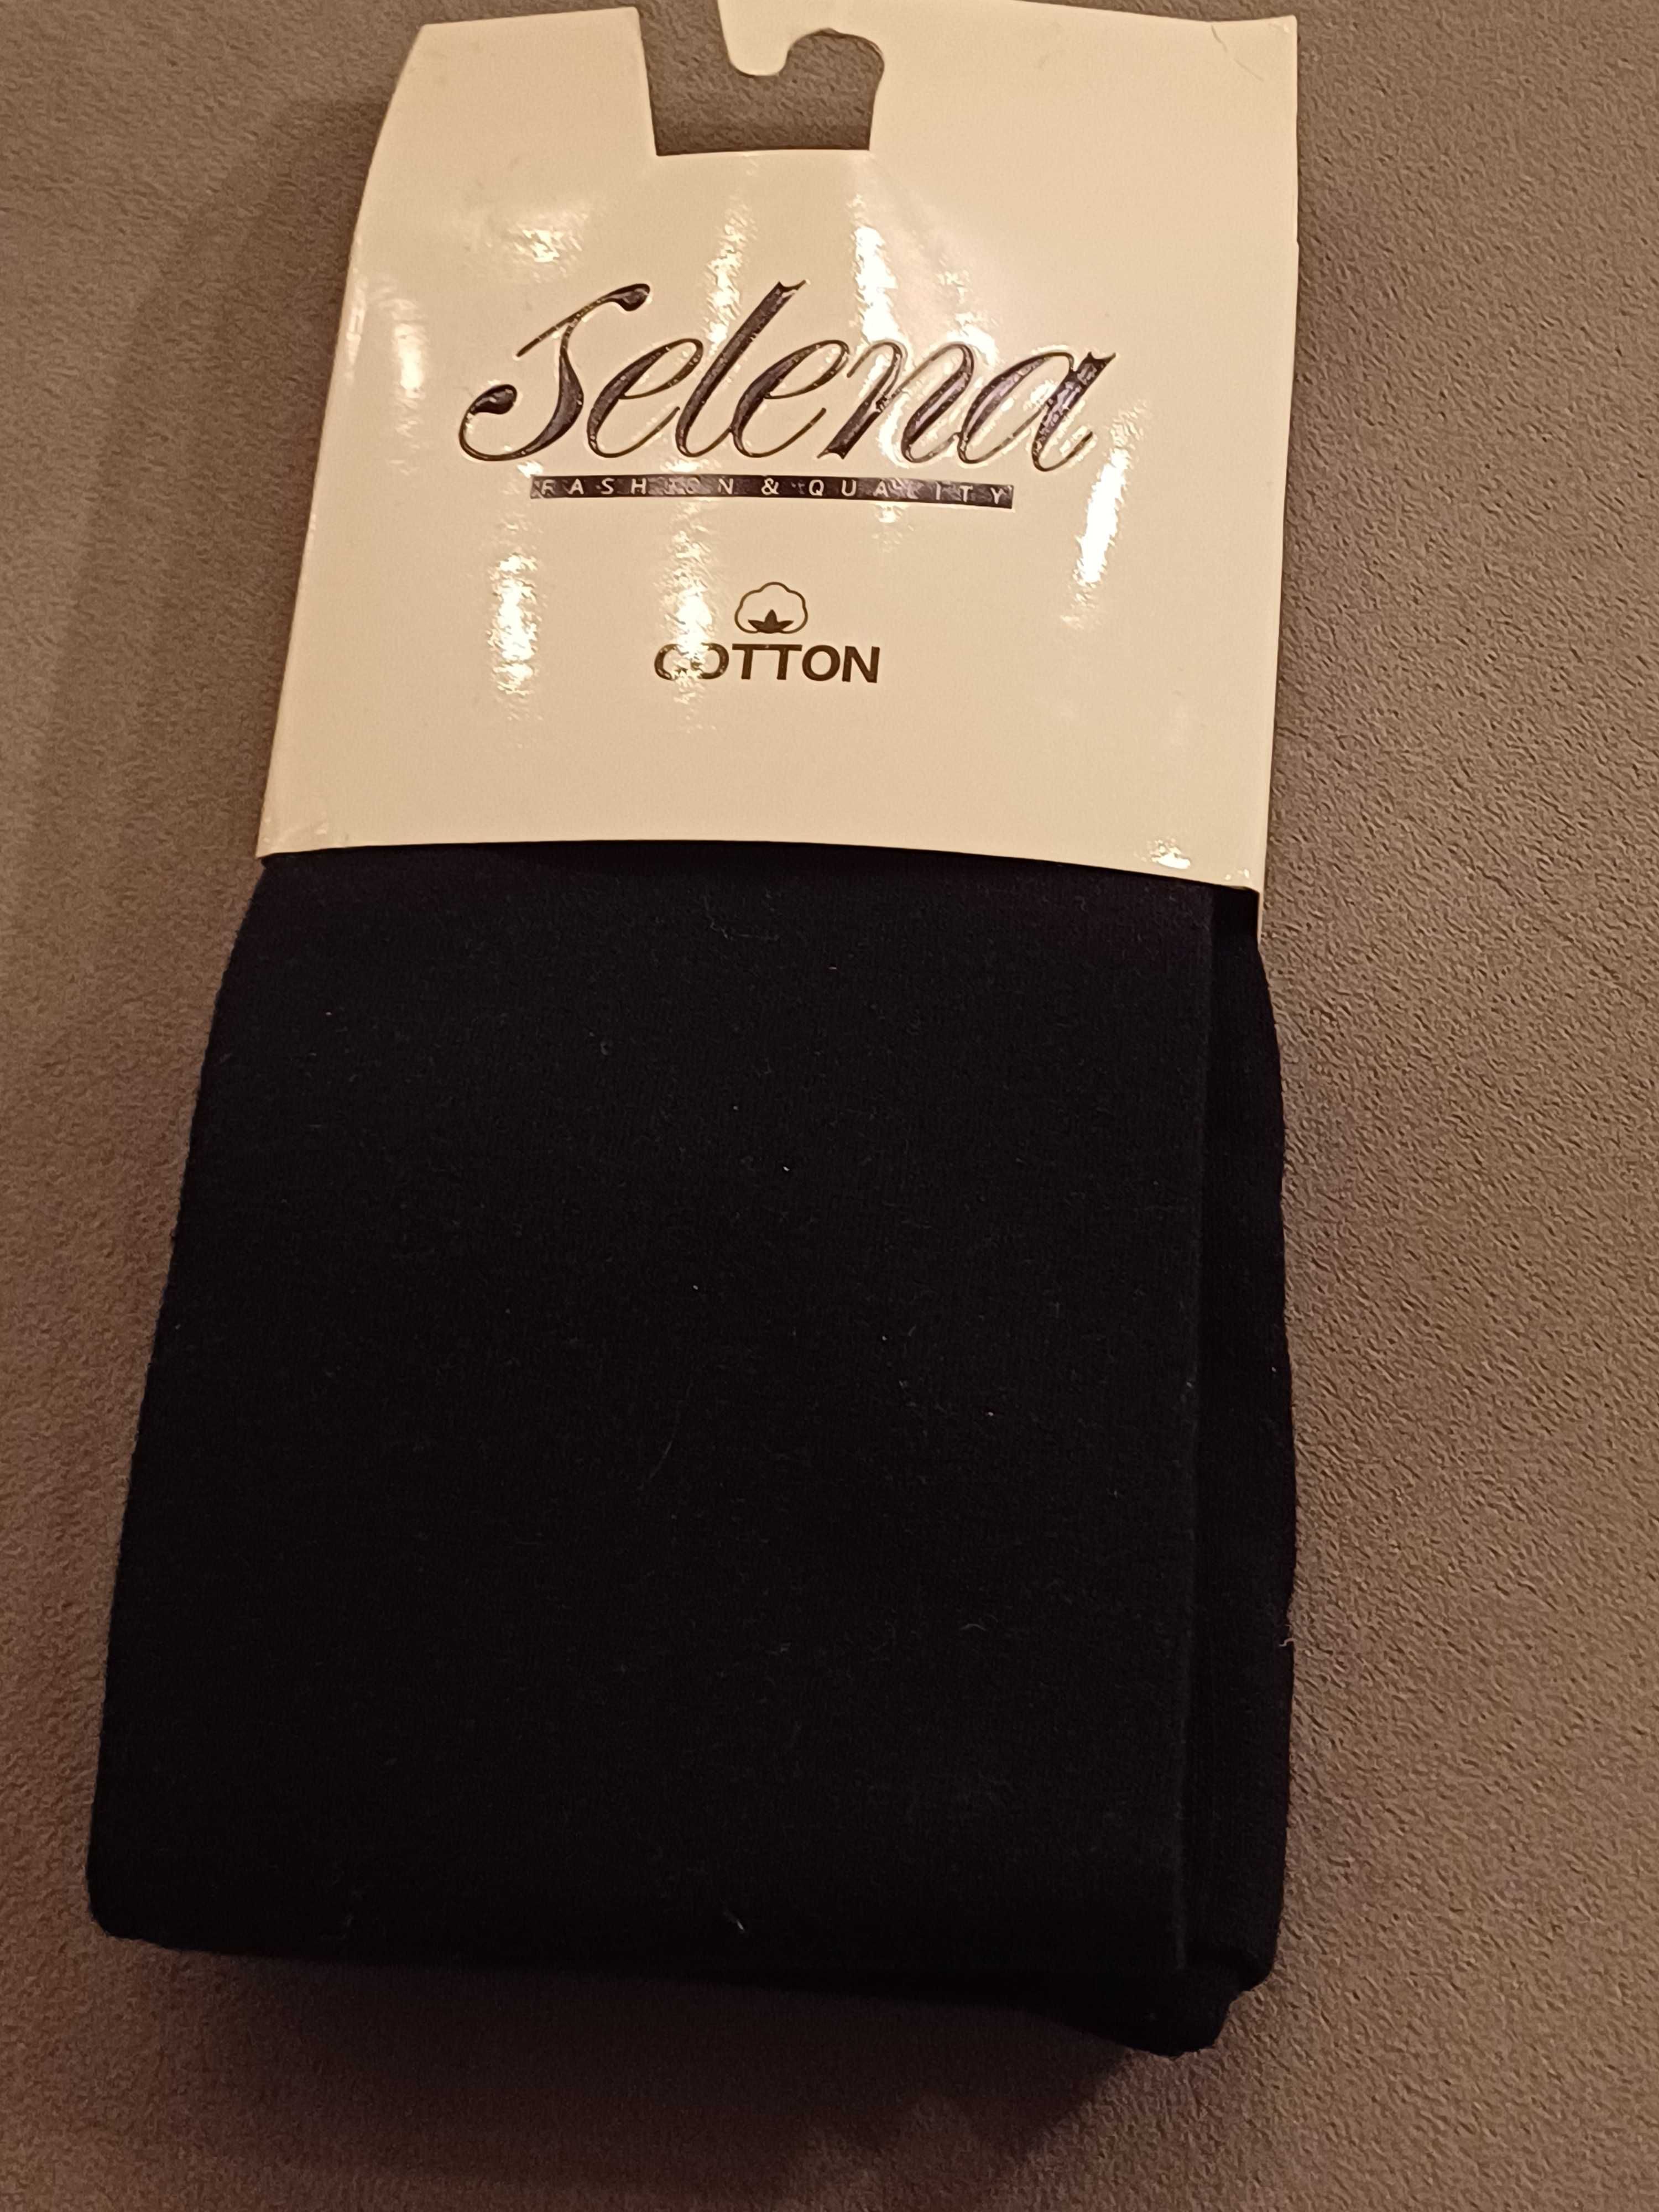 Selena
FASHION & QUALITY
COTTON